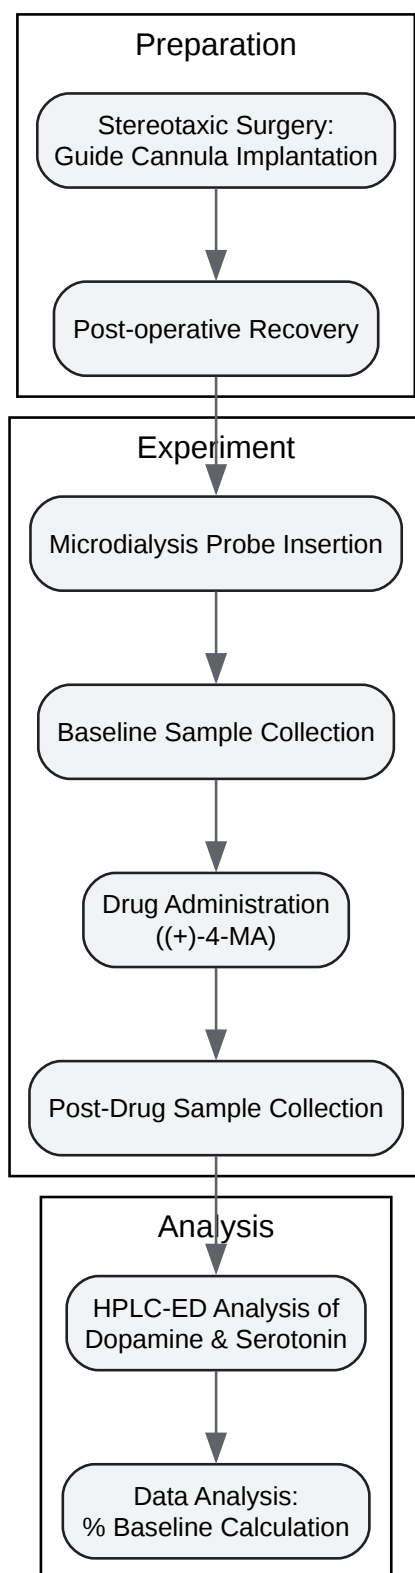 Preparation
Stereotaxic Surgery:
Guide Cannula Implantation
Post-operative Recovery
Experiment
Microdialysis Probe Insertion
Baseline Sample Collection
Drug Administration
((+)-4-MA)
Post-Drug Sample Collection
Analysis
HPLC-ED Analysis of
Dopamine & Serotonin
Data Analysis:
% Baseline Calculation